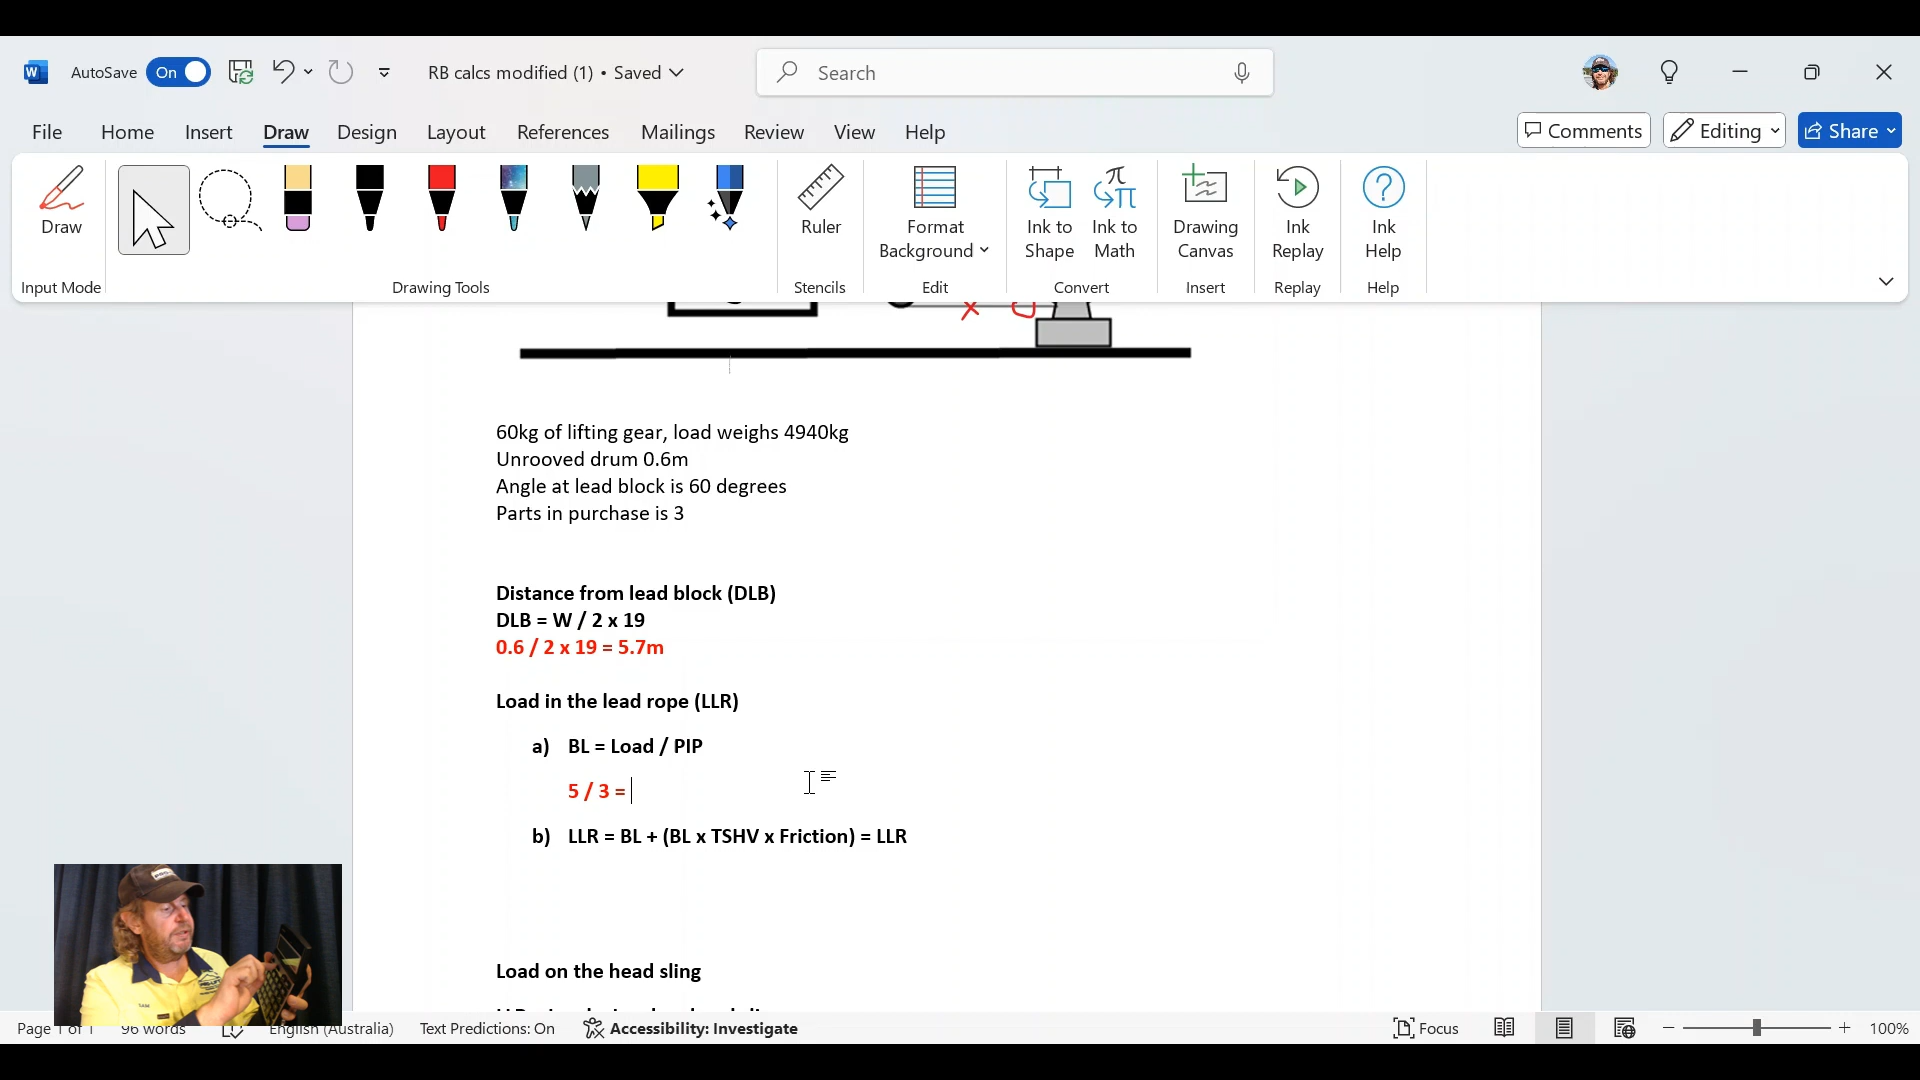 AutoSave On RB calcs modified (1) • Saved Search
File Home Insert Draw Design Layout References Mailings Review View Help Comments Editing Share
Draw Ruler Format Background Ink to Shape Ink to Math Drawing Canvas Ink Replay Ink Help
Input Mode Drawing Tools Stencils Edit Convert Insert Replay Help
60kg of lifting gear, load weighs 4940kg
Unrooved drum 0.6m
Angle at lead block is 60 degrees
Parts in purchase is 3
Distance from lead block (DLB)
DLB = W / 2 x 19
0.6 / 2 x 19 = 5.7m
Load in the lead rope (LLR)
a) BL = Load / PIP
5 / 3 =
b) LLR = BL + (BL x TSHV x Friction) = LLR
Load on the head sling
Page 1 of 1 96 words English (Australia) Text Predictions: On Accessibility: Investigate Focus 100%